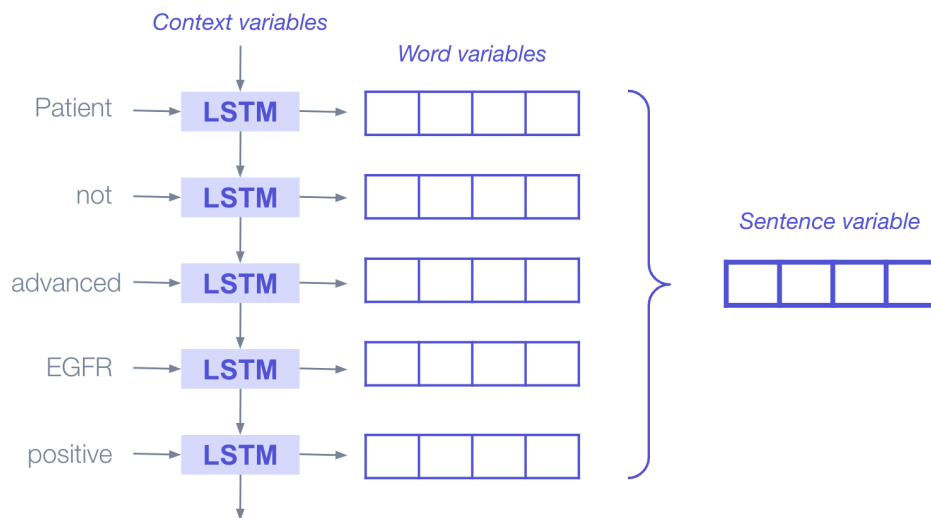 Context variables
Word variables
Patient
LSTM
not
LSTM
Sentence variable
advanced
LSTM
EGFR
LSTM
positive
LSTM